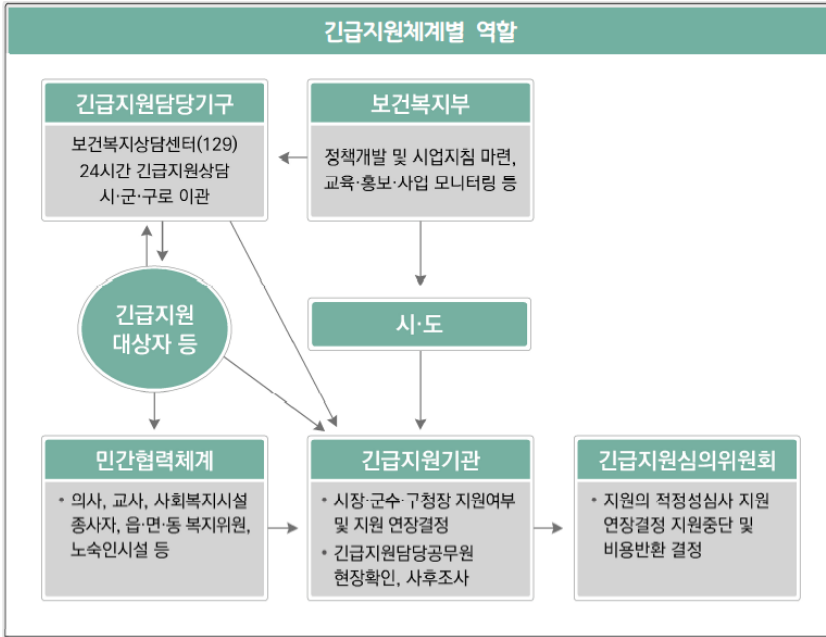 긴급지원체계별 역할
긴급지원담당기구
보건복지상담센터(129)
24시간 긴급지원상담
시·군·구로 이관
보건복지부
정책개발 및 시업지침 마련,
교육·홍보·사업 모니터링 등
긴급지원
대상자 등
시·도
민간협력체계
• 의사, 교사, 사회복지시설
종사자, 읍·면·동 복지위원,
노숙인시설 등
긴급지원기관
• 시장·군수·구청장 지원여부
및 지원 연장결정
• 긴급지원담당공무원
현장확인, 사후조사
긴급지원심의위원회
• 지원의 적정성심사 지원
연장결정 지원중단 및
비용반환 결정